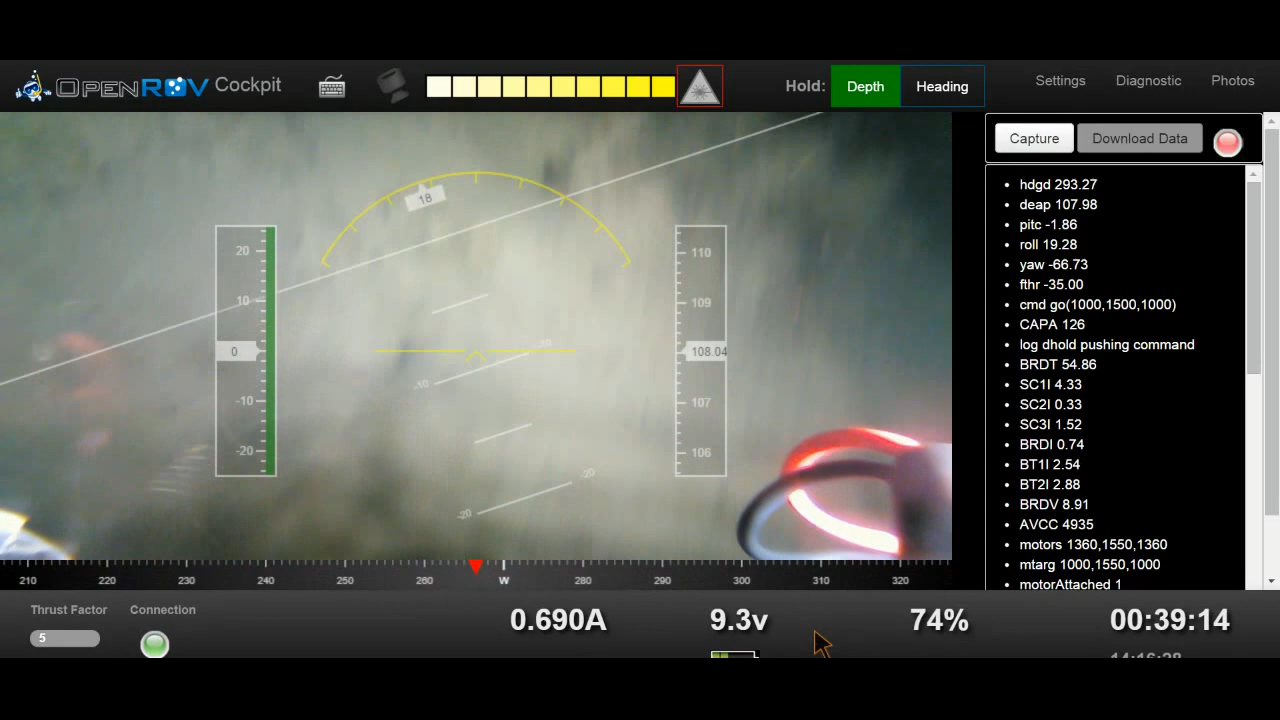 OPENROV Cockpit
Hold: Depth Heading
Settings Diagnostic Photos
Capture Download Data
18
20
10
0
-10
-20
110
109
108.04
107
106
-10
-10
-20
-20
210 220 230 240 250 260 W 280 290 300 310 320
hdgd 293.27
deap 107.98
pitc -1.86
roll 19.28
yaw -66.73
fthr -35.00
cmd go(1000,1500,1000)
CAPA 126
log dhold pushing command
BRDT 54.86
SC1I 4.33
SC2I 0.33
SC3I 1.52
BRDI 0.74
BT1I 2.54
BT2I 2.88
BRDV 8.91
AVCC 4935
motors 1360,1550,1360
mtarg 1000,1550,1000
motorAttached 1
Thrust Factor Connection
5
0.690A 9.3v 74% 00:39:14